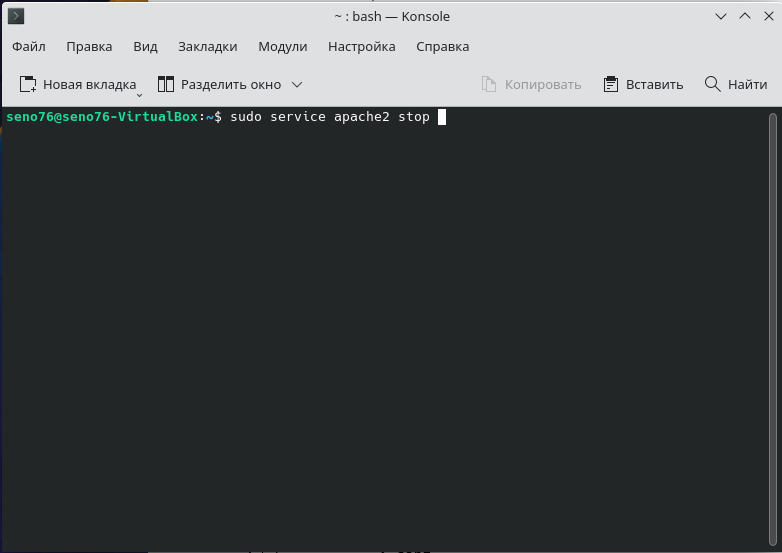 ~ : bash — Konsole
Файл Правка Вид Закладки Модули Настройка Справка
Новая вкладка Разделить окно Копировать Вставить Найти
seno76@seno76-VirtualBox:~$ sudo service apache2 stop